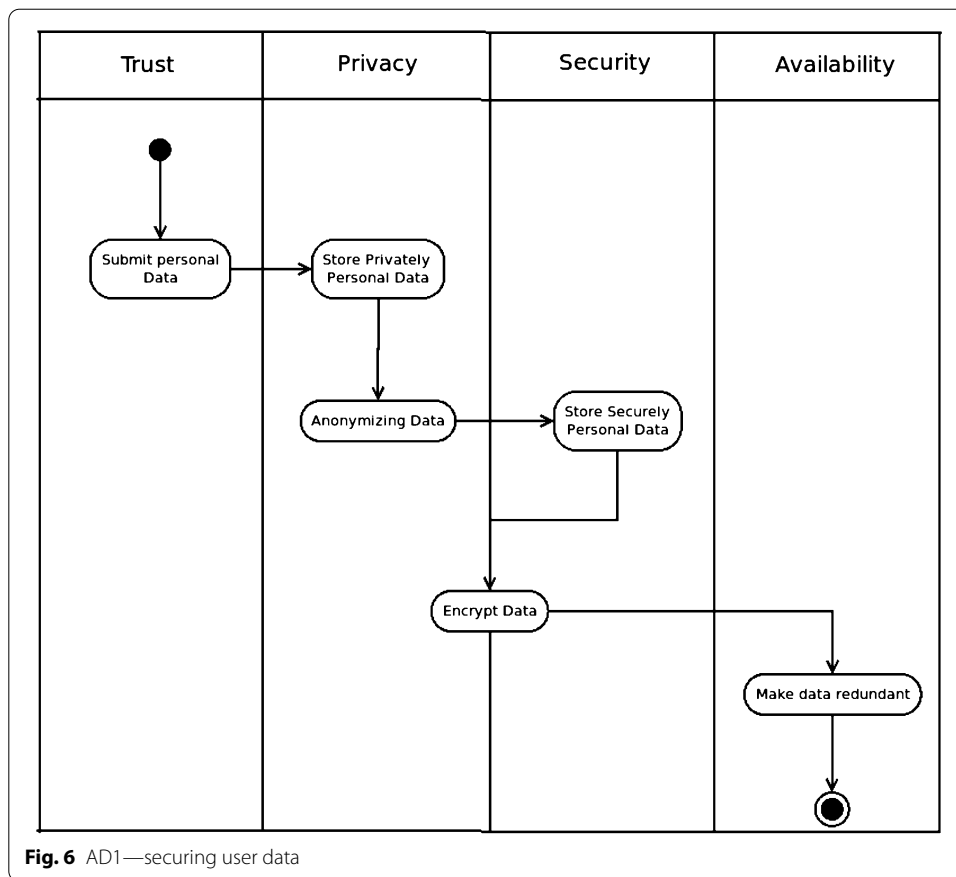 Trust
Privacy
Security
Availability
Submit personal
Data
Store Privately
Personal Data
Anonymizing Data
Store Securely
Personal Data
Encrypt Data
Make data redundant
Fig. 6 AD1—securing user data